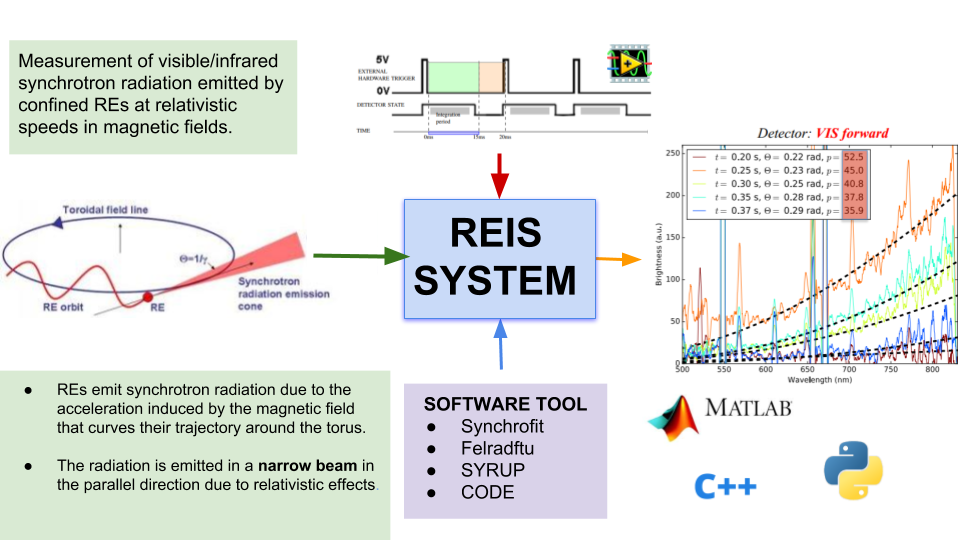 Measurement of visible/infrared
synchrotron radiation emitted by
confined REs at relativistic
speeds in magnetic fields.
5V
EXTERNAL
HARDWARE TRIGGER
0V
DETECTOR STATE
Integration
period
TIME
0ms
15ms
20ms
Toroidal field line
Θ=1/γ
Synchrotron
radiation emission
cone
RE orbit
RE
REIS
SYSTEM
Detector: VIS forward
t = 0.20 s, Θ = 0.22 rad, p = 52.5
t = 0.25 s, Θ = 0.23 rad, p = 45.0
t = 0.30 s, Θ = 0.25 rad, p = 40.8
t = 0.35 s, Θ = 0.28 rad, p = 37.8
t = 0.37 s, Θ = 0.29 rad, p = 35.9
Brightness (a.u.)
250
200
150
100
50
0
500 550 600 650 700 750 800
Wavelength (nm)
● REs emit synchrotron radiation due to the
acceleration induced by the magnetic field
that curves their trajectory around the torus.
● The radiation is emitted in a narrow beam in
the parallel direction due to relativistic effects.
SOFTWARE TOOL
● Synchrofit
● Felradftu
● SYRUP
● CODE
MATLAB
C++